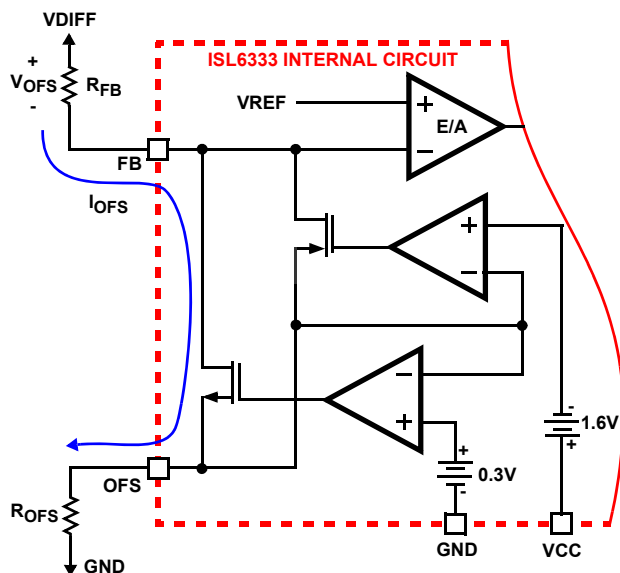 VDIFF
+
VOFS
-
RFB
ISL6333 INTERNAL CIRCUIT
VREF
+
E/A
-
FB
IOFS
+
-
-
+
-
1.6V
+
+
0.3V
-
OFS
ROFS
GND
GND
VCC